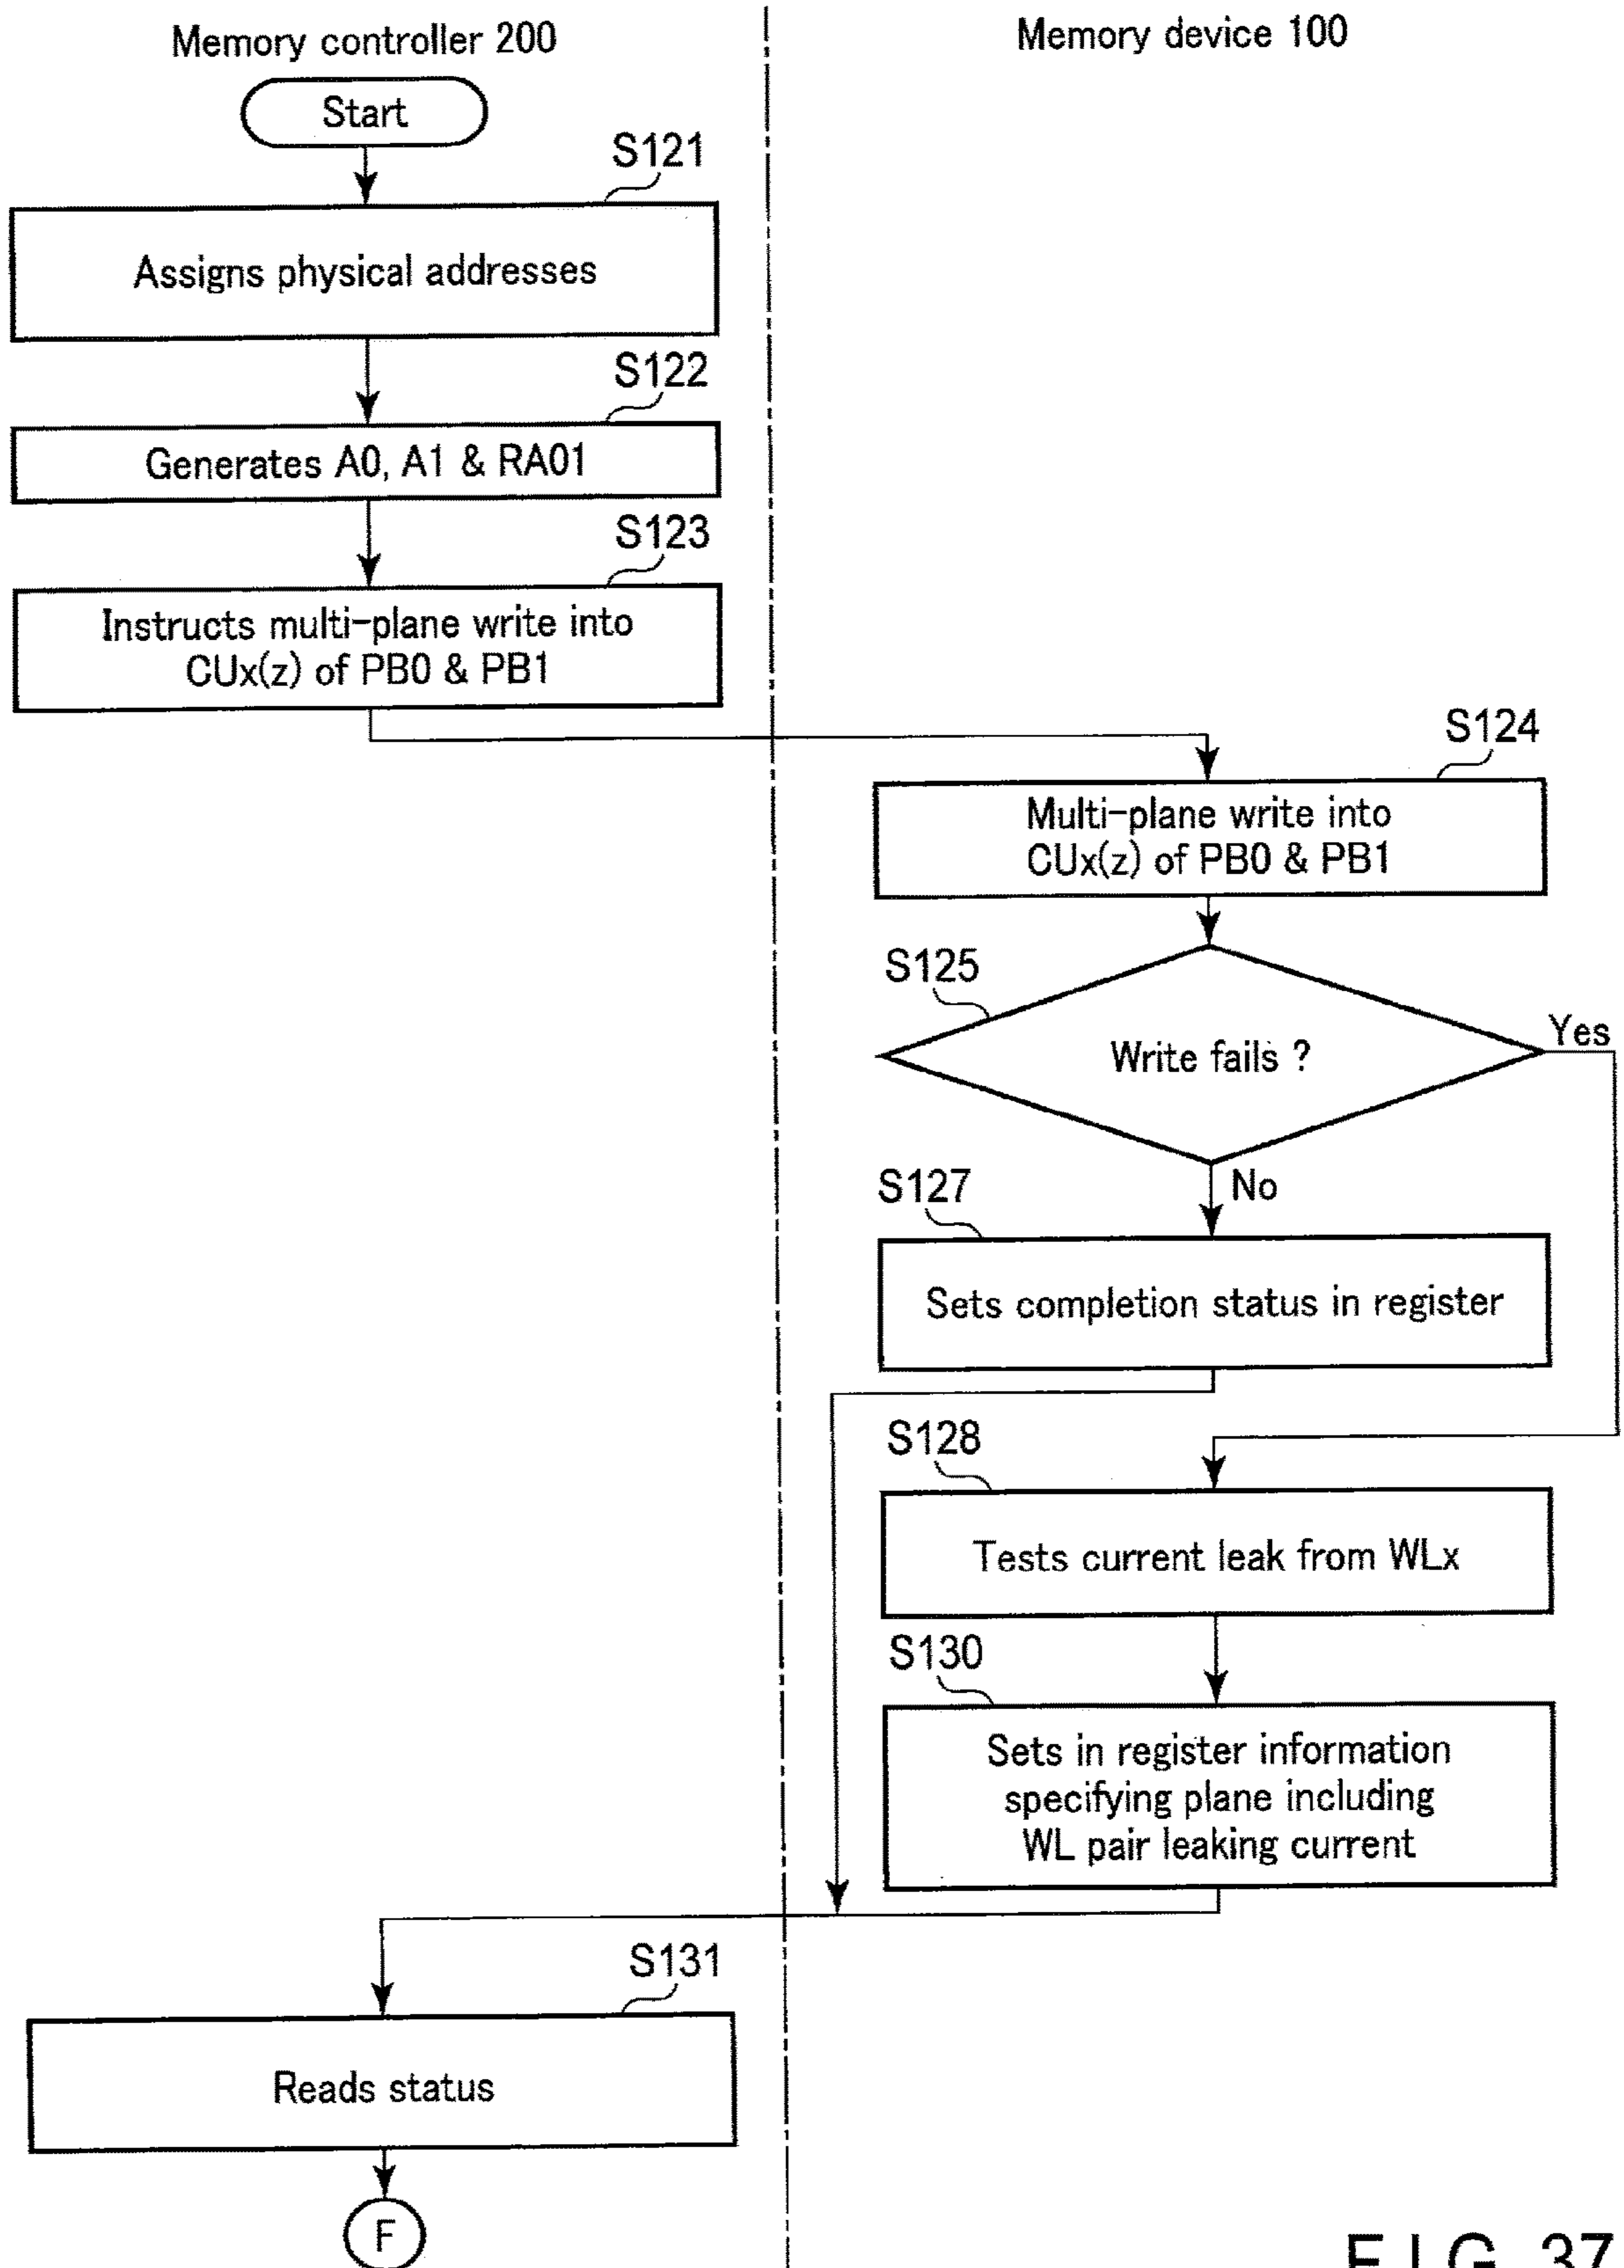 Memory controller 200
Memory device 100
Start
S121
Assigns physical addresses
S122
Generates A0, A1 & RA01
S123
Instructs multi-plane write into
CUx(z) of PB0 & PB1
S124
Multi-plane write into
CUx(z) of PB0 & PB1
S125
Write fails ?
Yes
No
S127
Sets completion status in register
S128
Tests current leak from WLx
S130
Sets in register information
specifying plane including
WL pair leaking current
S131
Reads status
F
FIG. 37